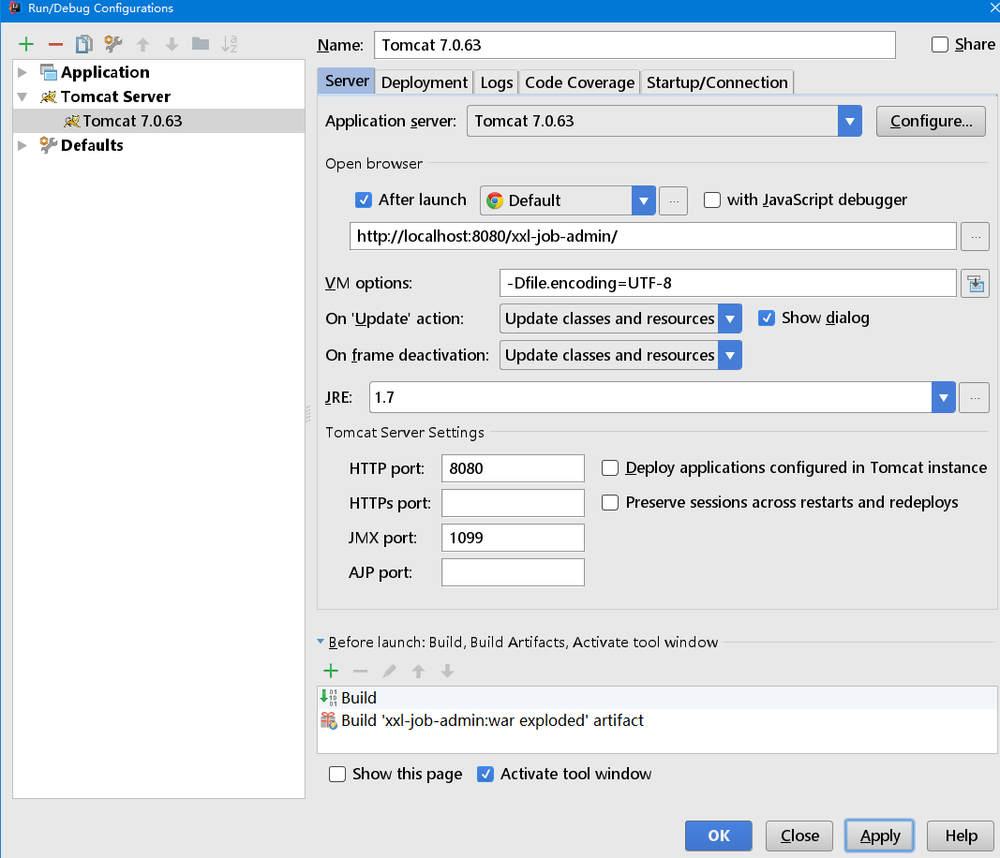 Run/Debug Configurations
Name: Tomcat 7.0.63 Share
Application
Tomcat Server
Tomcat 7.0.63
Defaults
Server Deployment Logs Code Coverage Startup/Connection
Application server: Tomcat 7.0.63 Configure...
Open browser
After launch Default ... with JavaScript debugger
http://localhost:8080/xxl-job-admin/ ...
VM options: -Dfile.encoding=UTF-8
On 'Update' action: Update classes and resources Show dialog
On frame deactivation: Update classes and resources
JRE: 1.7 ...
Tomcat Server Settings
HTTP port: 8080 Deploy applications configured in Tomcat instance
HTTPs port: Preserve sessions across restarts and redeploys
JMX port: 1099
AJP port:
Before launch: Build, Build Artifacts, Activate tool window
Build
Build 'xxl-job-admin:war exploded' artifact
Show this page Activate tool window
OK Close Apply Help